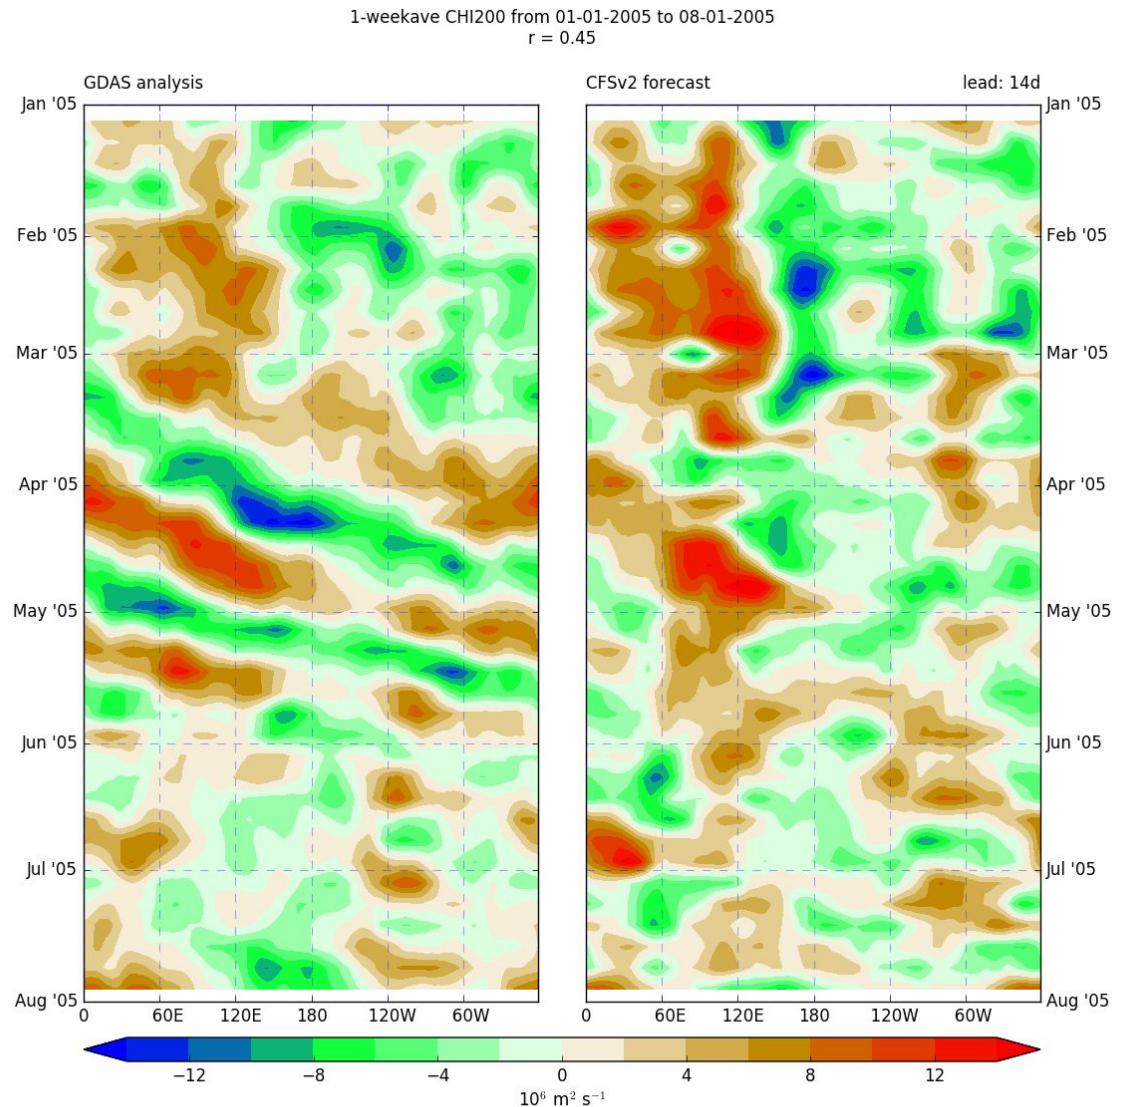 1-weekave CHI200 from 01-01-2005 to 08-01-2005
r = 0.45
GDAS analysis
CFSv2 forecast lead: 14d
Jan '05 Jan '05
Feb '05 Feb '05
Mar '05 Mar '05
Apr '05 Apr '05
May '05 May '05
Jun '05 Jun '05
Jul '05 Jul '05
Aug '05 Aug '05
0 60E 120E 180 120W 60W 0 60E 120E 180 120W 60W
−12 −8 −4 0 4 8 12
10⁶ m² s⁻¹